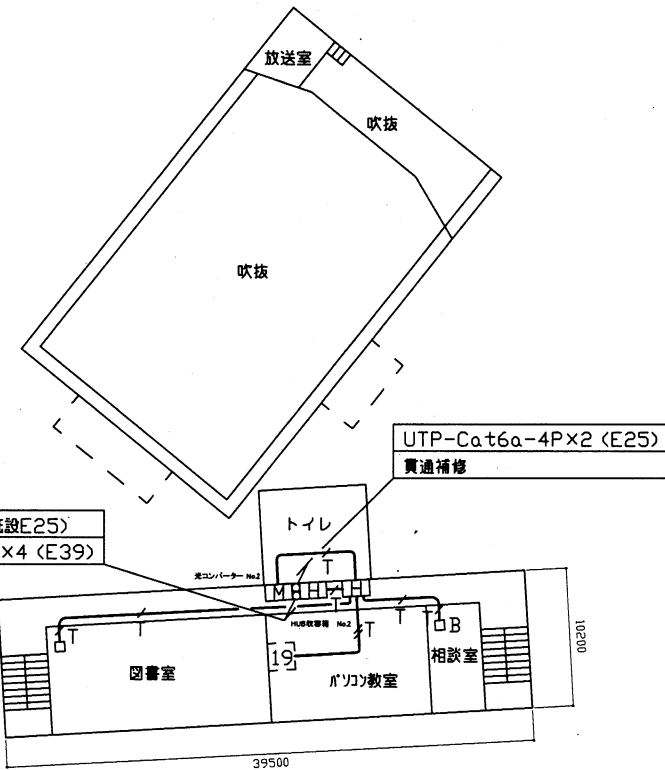 放送室
吹抜
吹抜
UTP-Cat6a-4P×2 (E25)
貫通補修
トイレ
設E25)
×4 (E39)
T
光コンバーター No.2
M H H H H
T
HUB収容箱 No.2
T
T
T
T
T
B
19
図書室
パソコン教室
相談室
10200
39500